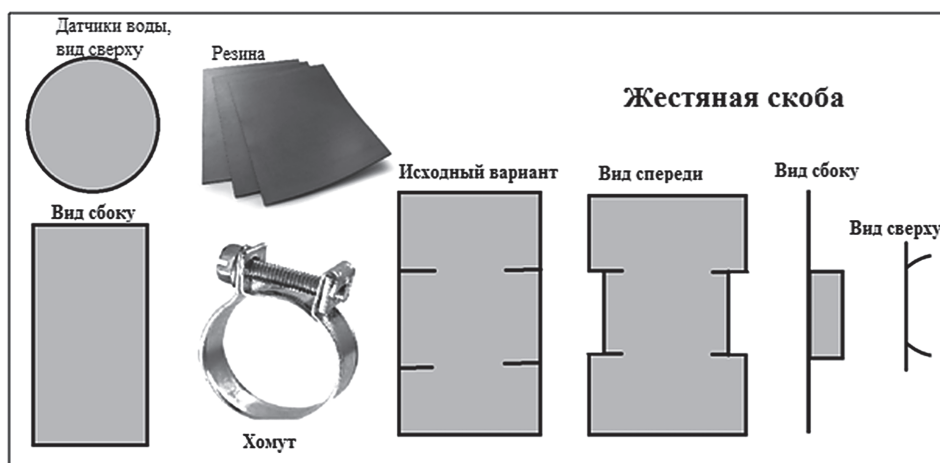 Датчики воды,
вид сверху
Резина
Жестяная скоба
Исходный вариант
Вид спереди
Вид сбоку
Вид сбоку
Вид сверху
Хомут